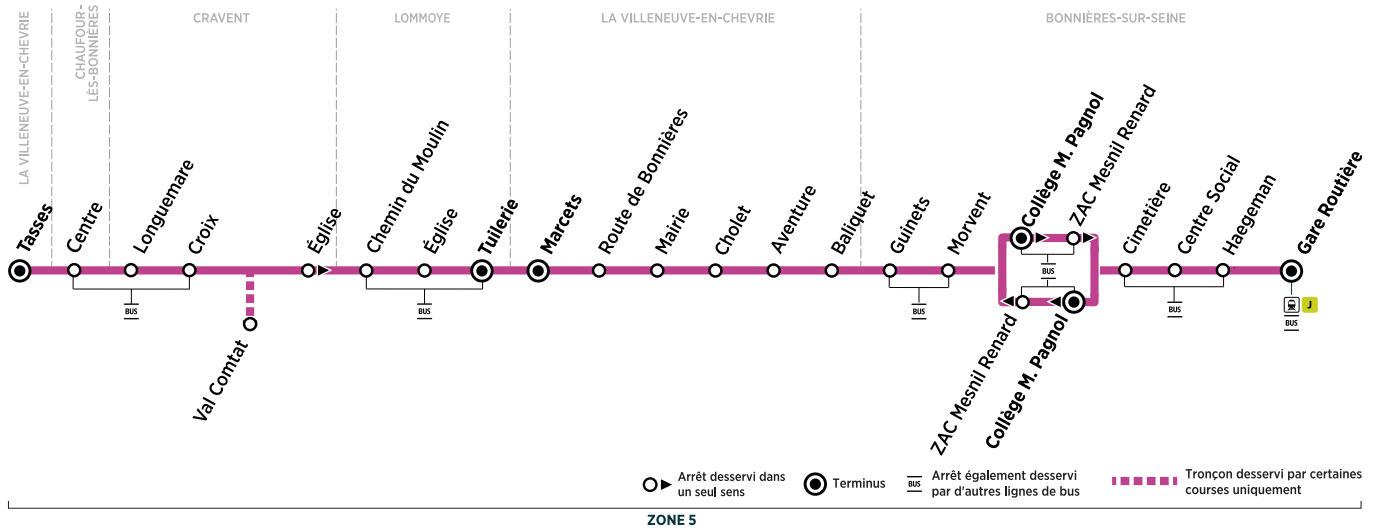 LA VILLENEUVE-EN-CHEVRIE
CHAUFOUR-
LÈS-BONNIÈRES
CRAVENT
LOMMOYE
LA VILLENEUVE-EN-CHEVRIE
BONNIÈRES-SUR-SEINE
Tasses
Centre
Longuemare
Croix
Église
Chemin du Moulin
Église
Tuilerie
Marcets
Route de Bonnières
Mairie
Cholet
Aventure
Baliquet
Guinets
Morvent
Collège M. Pagnol
ZAC Mesnil Renard
Cimetière
Centre Social
Haegeman
Gare Routière
BUS
BUS
BUS
BUS
BUS
BUS
J
BUS
Val Comtat
ZAC Mesnil Renard
Collège M. Pagnol
Arrêt desservi dans
un seul sens
Terminus
BUS
Arrêt également desservi
par d'autres lignes de bus
Tronçon desservi par certaines
courses uniquement
ZONE 5